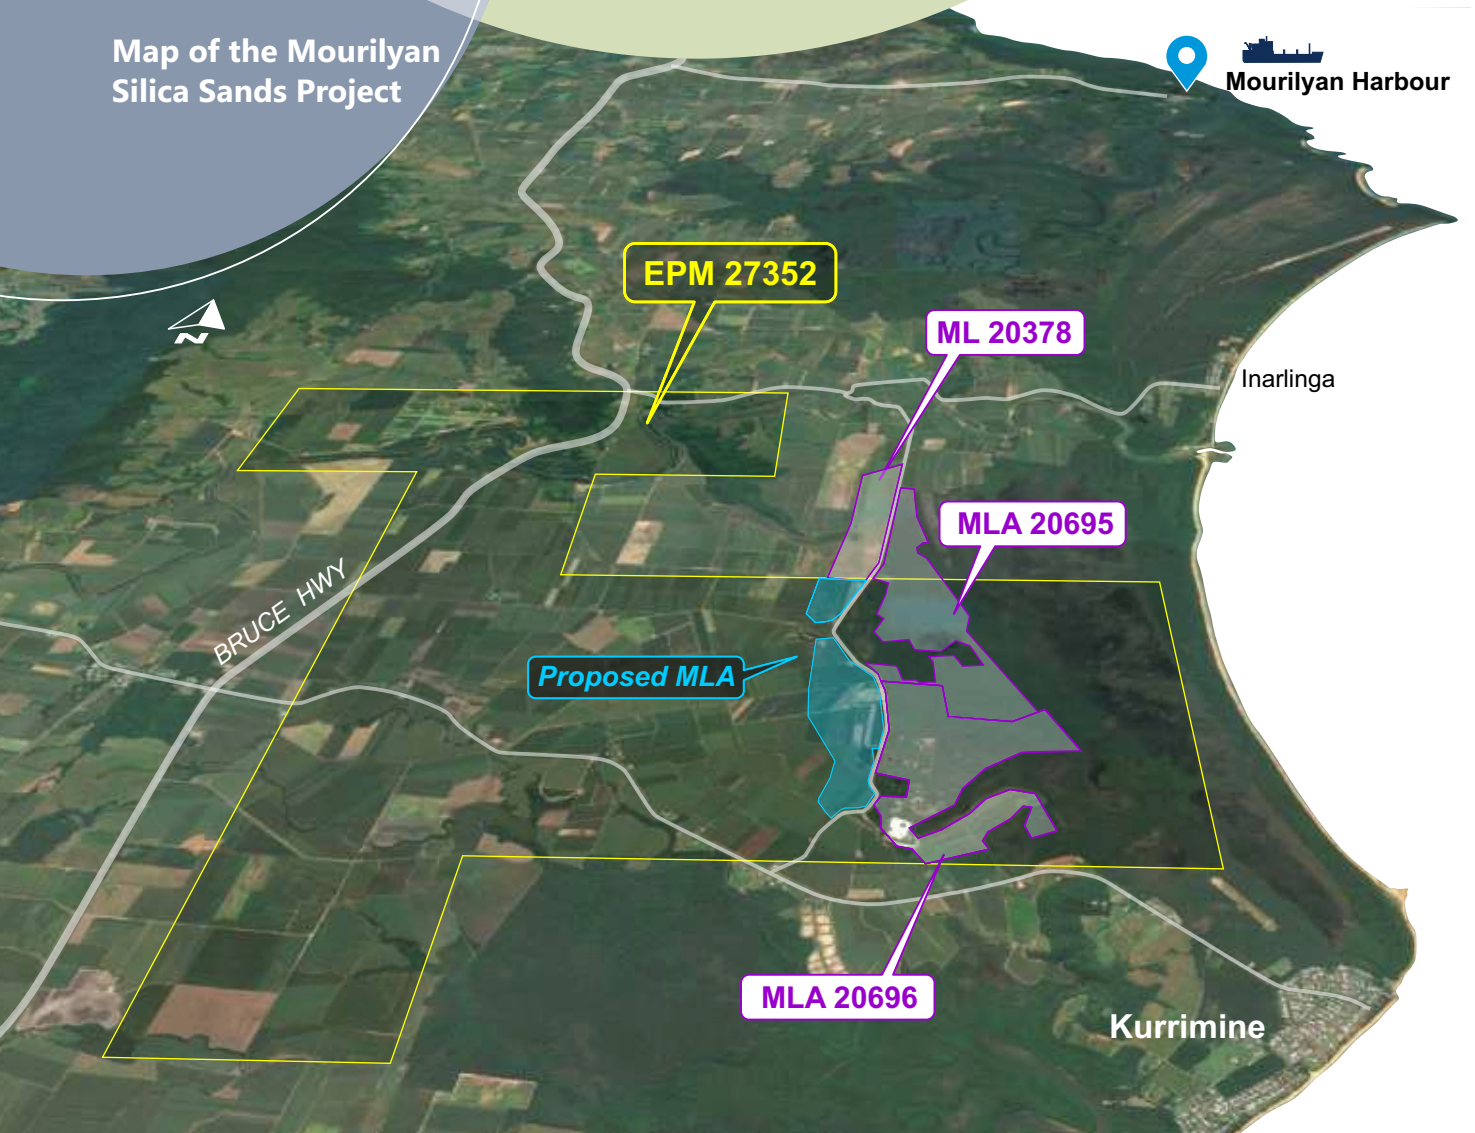 Map of the Mourilyan
Silica Sands Project
Mourilyan Harbour
EPM 27352
ML 20378
Inarlinga
MLA 20695
BRUCE HWY
Proposed MLA
MLA 20696
Kurrimine